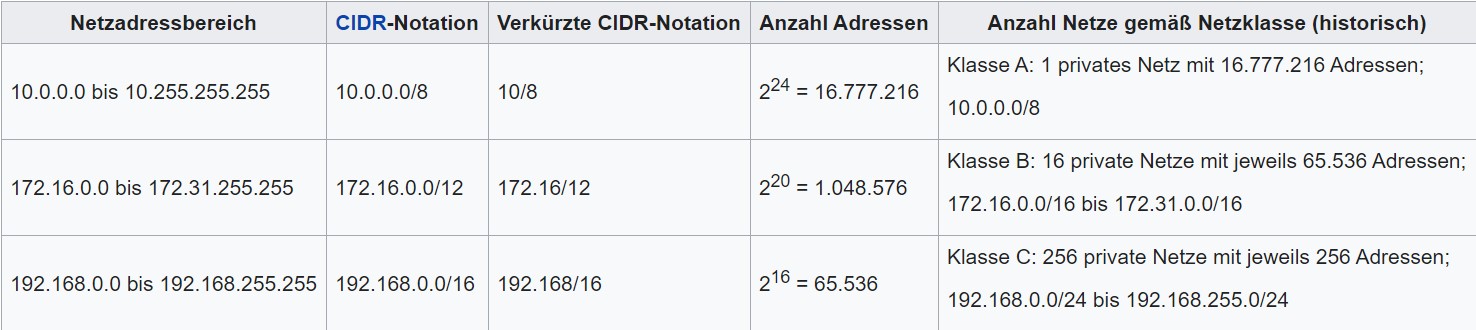 Netzadressbereich CIDR-Notation Verkürzte CIDR-Notation Anzahl Adressen Anzahl Netze gemäß Netzklasse (historisch)
10.0.0.0 bis 10.255.255.255 10.0.0.0/8 10/8 2^24 = 16.777.216 Klasse A: 1 privates Netz mit 16.777.216 Adressen;
10.0.0.0/8
172.16.0.0 bis 172.31.255.255 172.16.0.0/12 172.16/12 2^20 = 1.048.576 Klasse B: 16 private Netze mit jeweils 65.536 Adressen;
172.16.0.0/16 bis 172.31.0.0/16
192.168.0.0 bis 192.168.255.255 192.168.0.0/16 192.168/16 2^16 = 65.536 Klasse C: 256 private Netze mit jeweils 256 Adressen;
192.168.0.0/24 bis 192.168.255.0/24